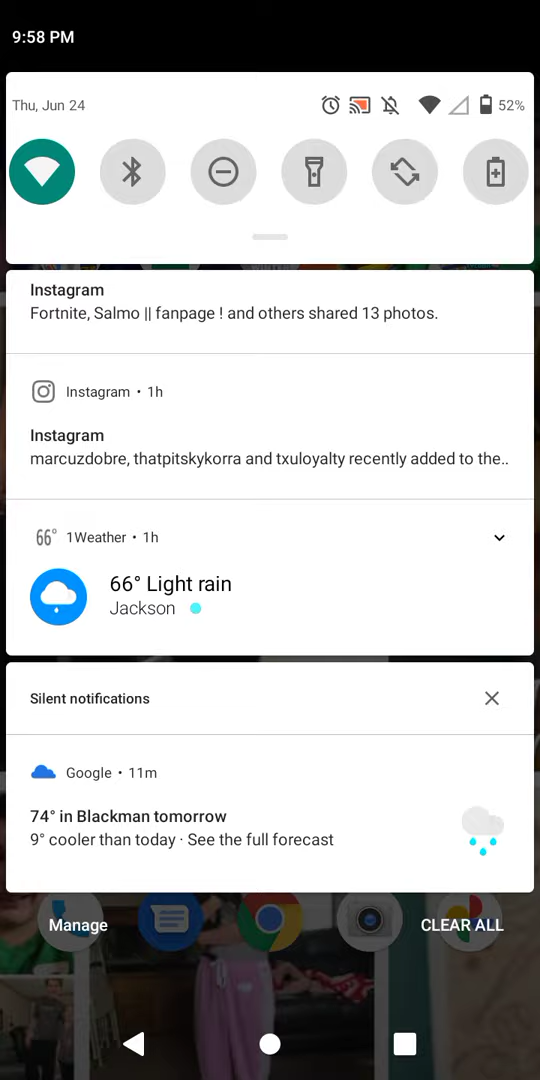 9:58 PM
Thu, Jun 24
52%
Instagram
Fortnite, Salmo || fanpage ! and others shared 13 photos.
Instagram • 1h
Instagram
marcuzdobre, thatpitskykorra and txuloyalty recently added to the..
66° 1Weather • 1h
66° Light rain
Jackson
Silent notifications
Google • 11m
74° in Blackman tomorrow
9° cooler than today · See the full forecast
Manage
CLEAR ALL